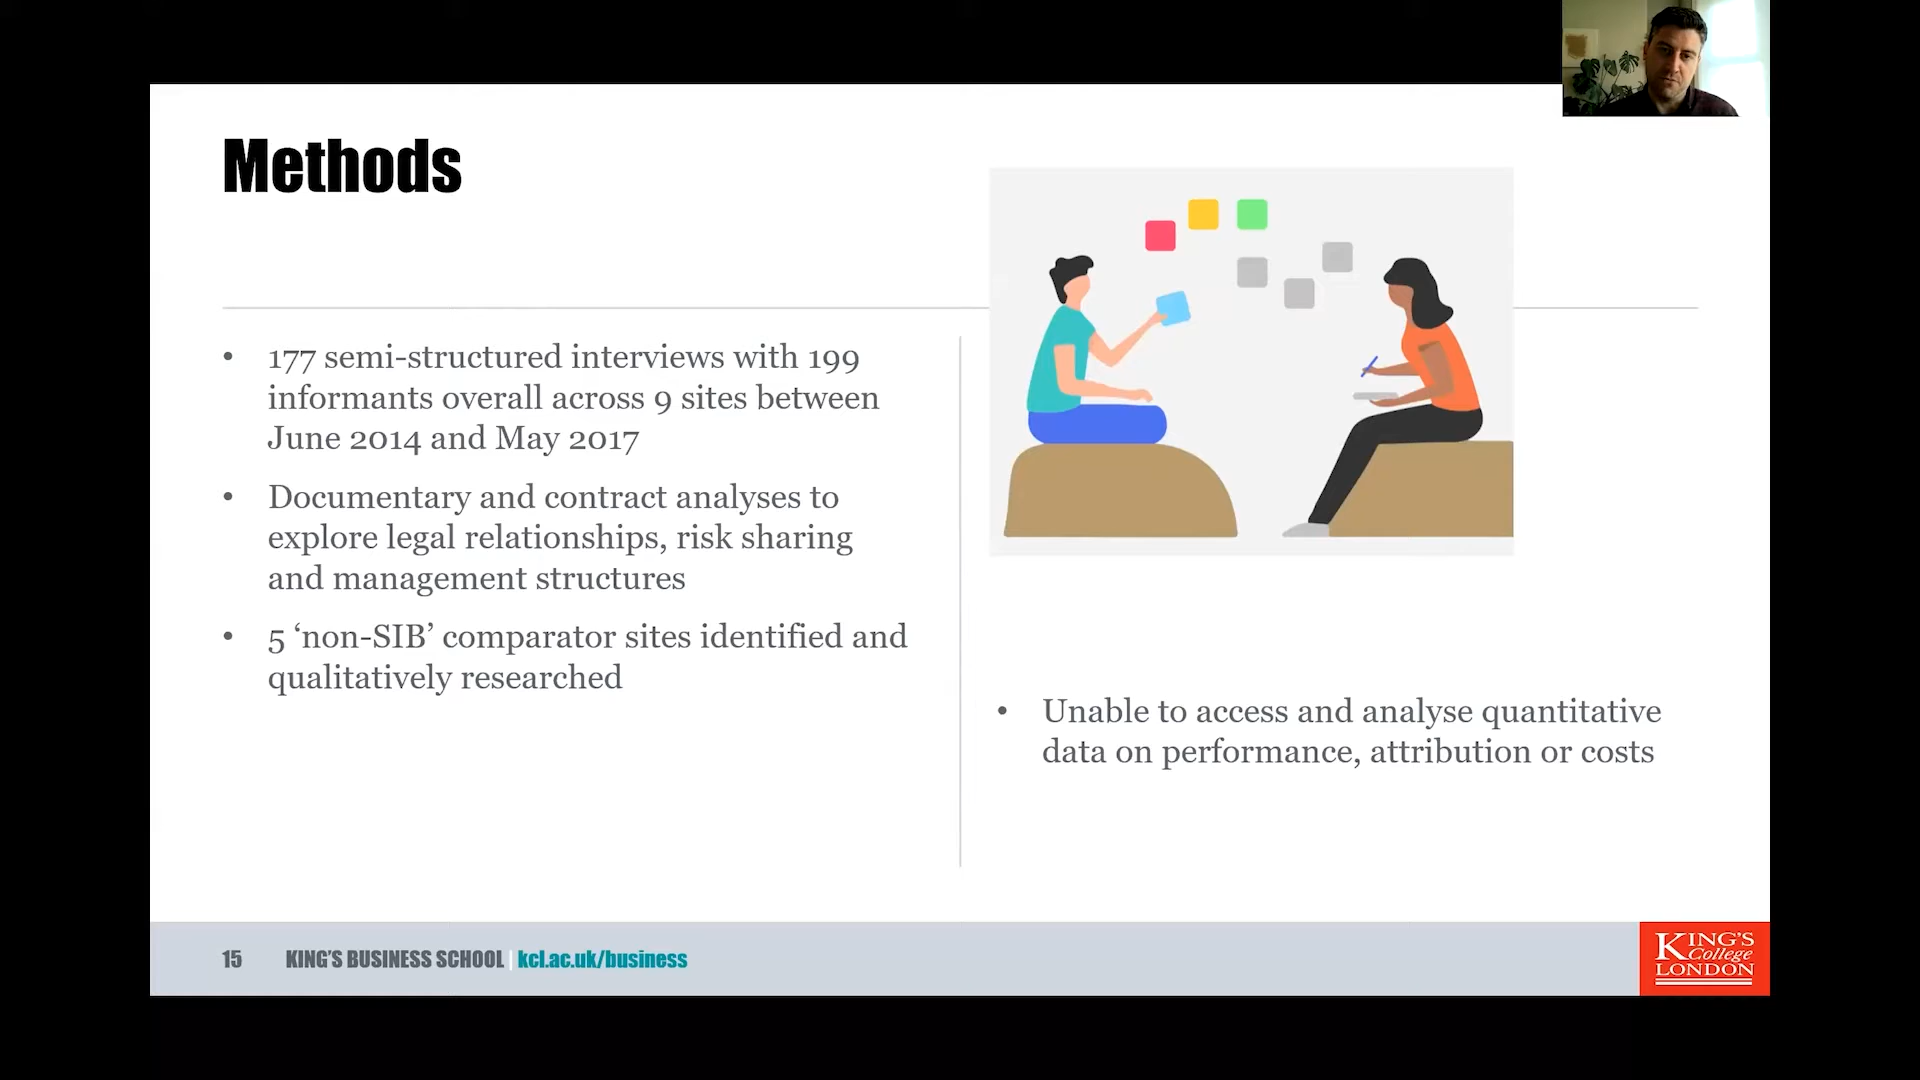 Methods
• 177 semi-structured interviews with 199
informants overall across 9 sites between
June 2014 and May 2017
• Documentary and contract analyses to
explore legal relationships, risk sharing
and management structures
• 5 ‘non-SIB’ comparator sites identified and
qualitatively researched
• Unable to access and analyse quantitative
data on performance, attribution or costs
15 KING'S BUSINESS SCHOOL | kcl.ac.uk/business
KING'S
College
LONDON